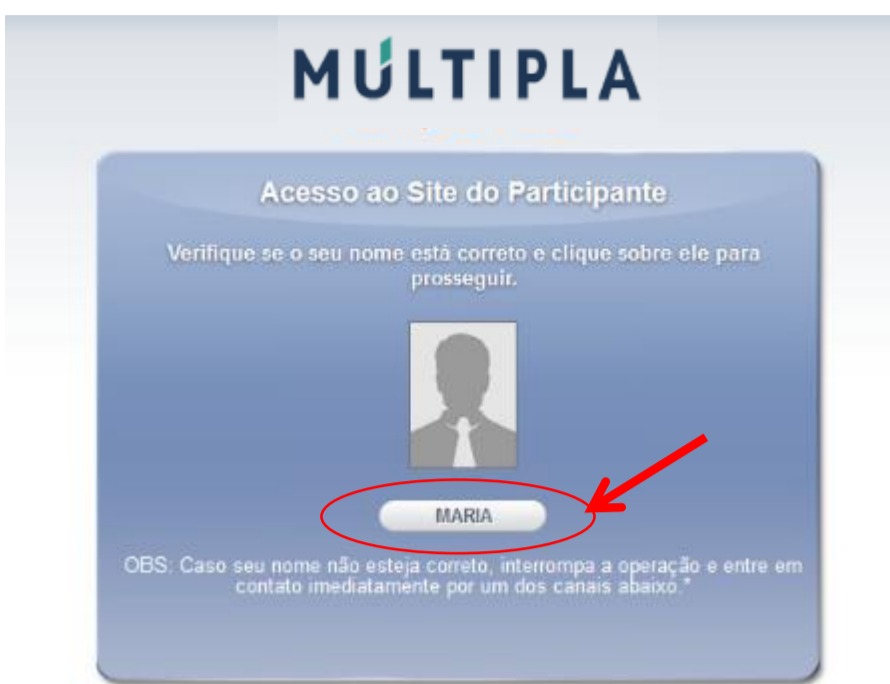 MÚLTIPLA
Acesso ao Site do Participante
Verifique se o seu nome está correto e clique sobre ele para
prosseguir.
MARIA
OBS: Caso seu nome não esteja correto, interrompa a operação e entre em
contato imediatamente por um dos canais abaixo.*